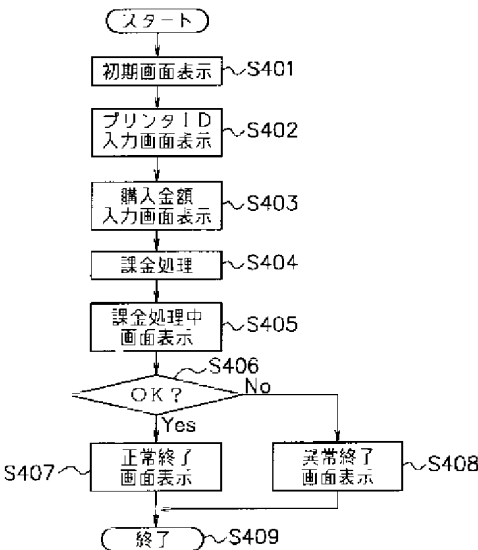 スタート
初期画面表示
S401
プリンタID
入力画面表示
S402
購入金額
入力画面表示
S403
課金処理
S404
課金処理中
画面表示
S405
S406
OK?
No
Yes
正常終了
画面表示
S407
異常終了
画面表示
S408
終了
S409